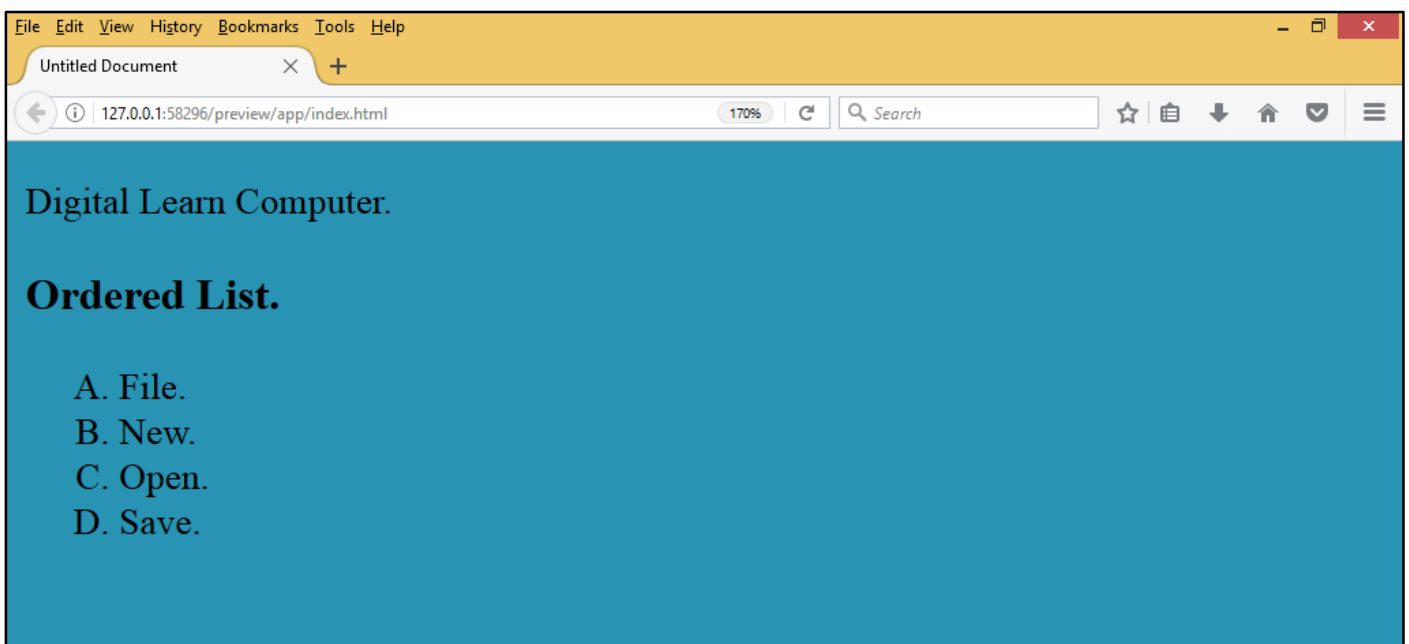 File Edit View History Bookmarks Tools Help
Untitled Document
127.0.0.1:58296/preview/app/index.html 170% Search
Digital Learn Computer.
Ordered List.
A. File.
B. New.
C. Open.
D. Save.